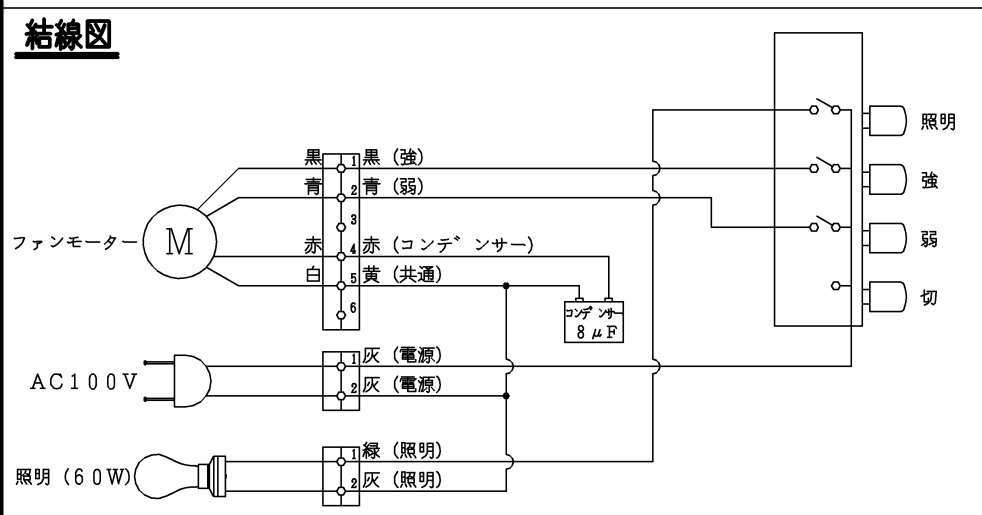 結線図
照明
黒 1 黒 (強)
強
青 2 青 (弱)
3
弱
ファンモーター M
赤 4 赤 (コンデンサー)
白 5 黄 (共通)
切
6
コンデンサー
8μF
1 灰 (電源)
AC100V
2 灰 (電源)
1 緑 (照明)
照明 (60W)
2 灰 (照明)